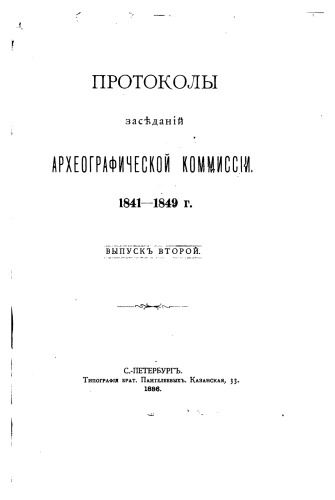 ПРОТОКОЛЫ
засѣданій
АРХЕОГРАФИЧЕСКОЙ КОММИССІИ.
1841—1849 г.
ВЫПУСКЪ ВТОРОЙ.
С.-ПЕТЕРБУРГЪ.
Типографія брат. Пантелеевыхъ. Казанская, 33.
1886.